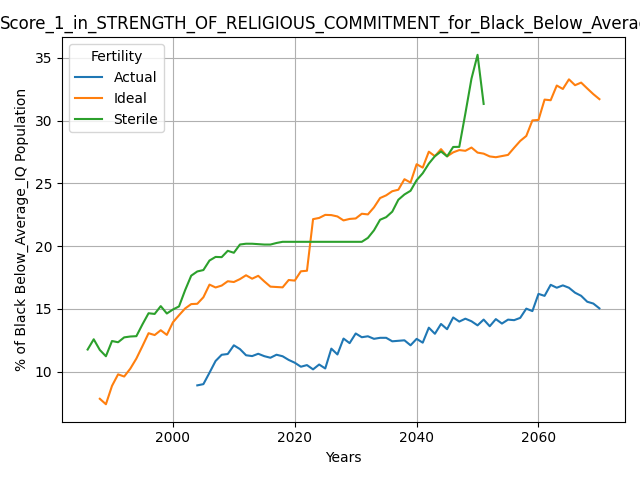 Score_1_in_STRENGTH_OF_RELIGIOUS_COMMITMENT_for_Black_Below_Avera
Fertility
Actual
Ideal
Sterile
% of Black Below_Average_IQ Population
35
30
25
20
15
10
2000
2020
2040
2060
Years